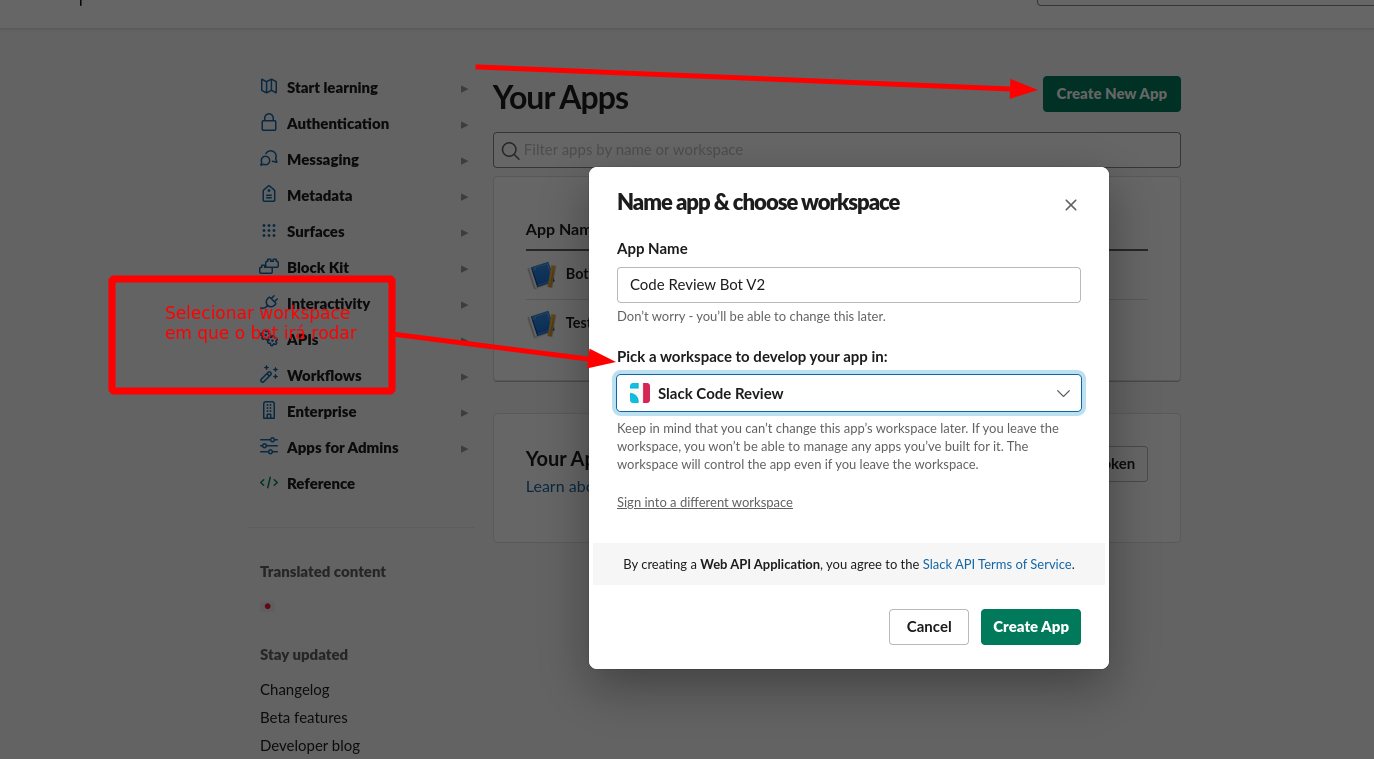 Start learning
Authentication
Messaging
Metadata
Surfaces
Block Kit
Interactivity
APIs
Workflows
Enterprise
Apps for Admins
Reference
Translated content
Stay updated
Changelog
Beta features
Developer blog
Selecionar workspace
em que o bot irá rodar
Your Apps
Create New App
Filter apps by name or workspace
App Nam
Bot
Test
Your Ap
Learn abo
oken
Name app & choose workspace
App Name
Code Review Bot V2
Don't worry - you'll be able to change this later.
Pick a workspace to develop your app in:
Slack Code Review
Keep in mind that you can't change this app's workspace later. If you leave the
workspace, you won't be able to manage any apps you've built for it. The
workspace will control the app even if you leave the workspace.
Sign into a different workspace
By creating a Web API Application, you agree to the Slack API Terms of Service.
Cancel
Create App